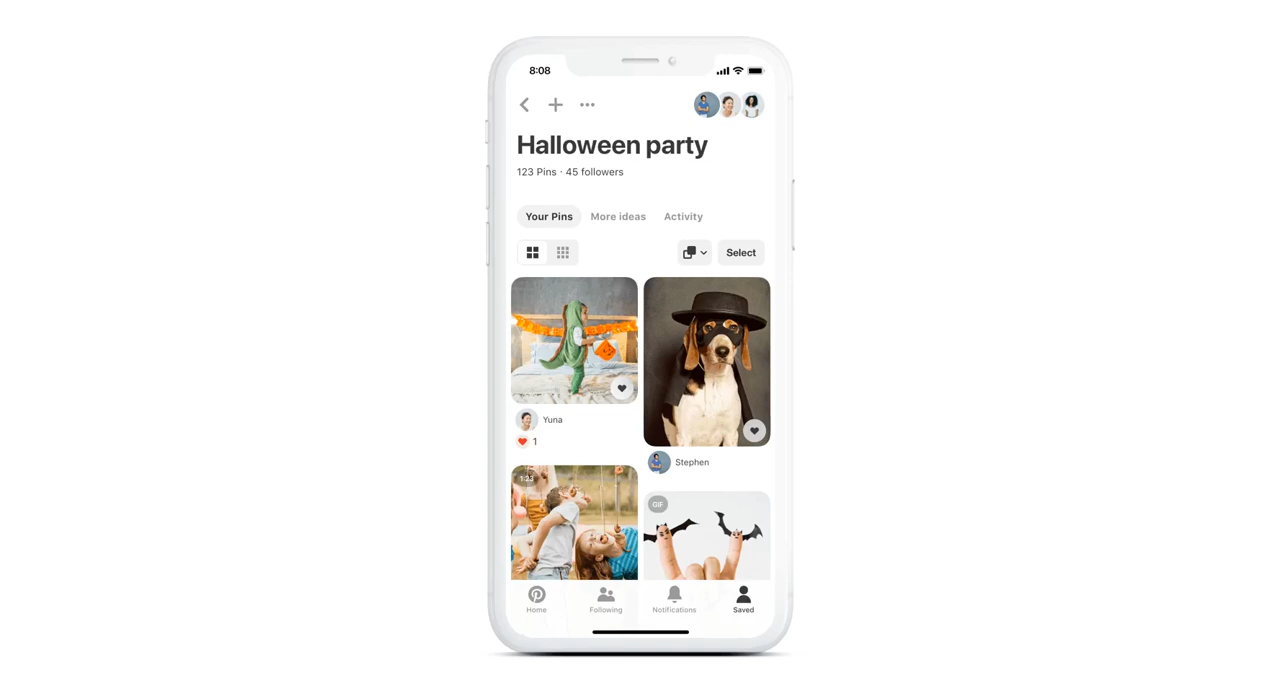 8:08
Halloween party
123 Pins · 45 followers
Your Pins More ideas Activity
Select
Yuna
1
Stephen
1:23
GIF
Home Following Notifications Saved